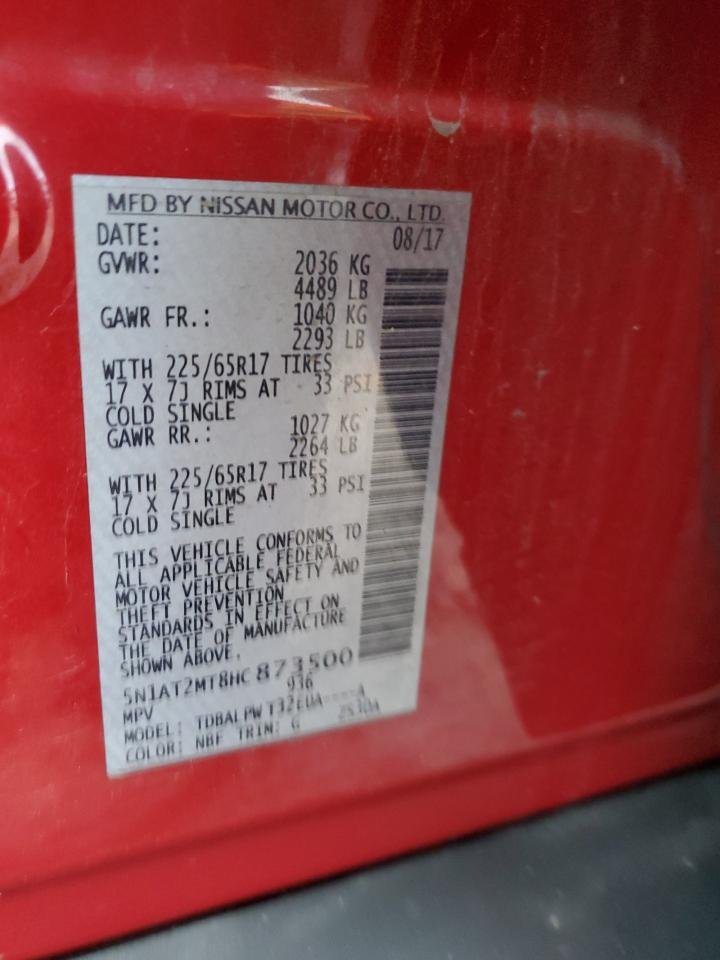 MFD BY NISSAN MOTOR CO., LTD.
DATE: 08/17
GVWR: 2036 KG
4489 LB
GAWR FR.: 1040 KG
2293 LB
WITH 225/65R17 TIRES
17 X 7J RIMS AT 33 PSI
COLD SINGLE
GAWR RR.: 1027 KG
2264 LB
WITH 225/65R17 TIRES
17 X 7J RIMS AT 33 PSI
COLD SINGLE
THIS VEHICLE CONFORMS TO
ALL APPLICABLE FEDERAL
MOTOR VEHICLE SAFETY AND
THEFT PREVENTION
STANDARDS IN EFFECT ON
THE DATE OF MANUFACTURE
SHOWN ABOVE.
5N1AT2MT8HC873500
MPV 936
MODEL: TDBALPW T32EUA----A
COLOR: NBF TRIM: G 2530A